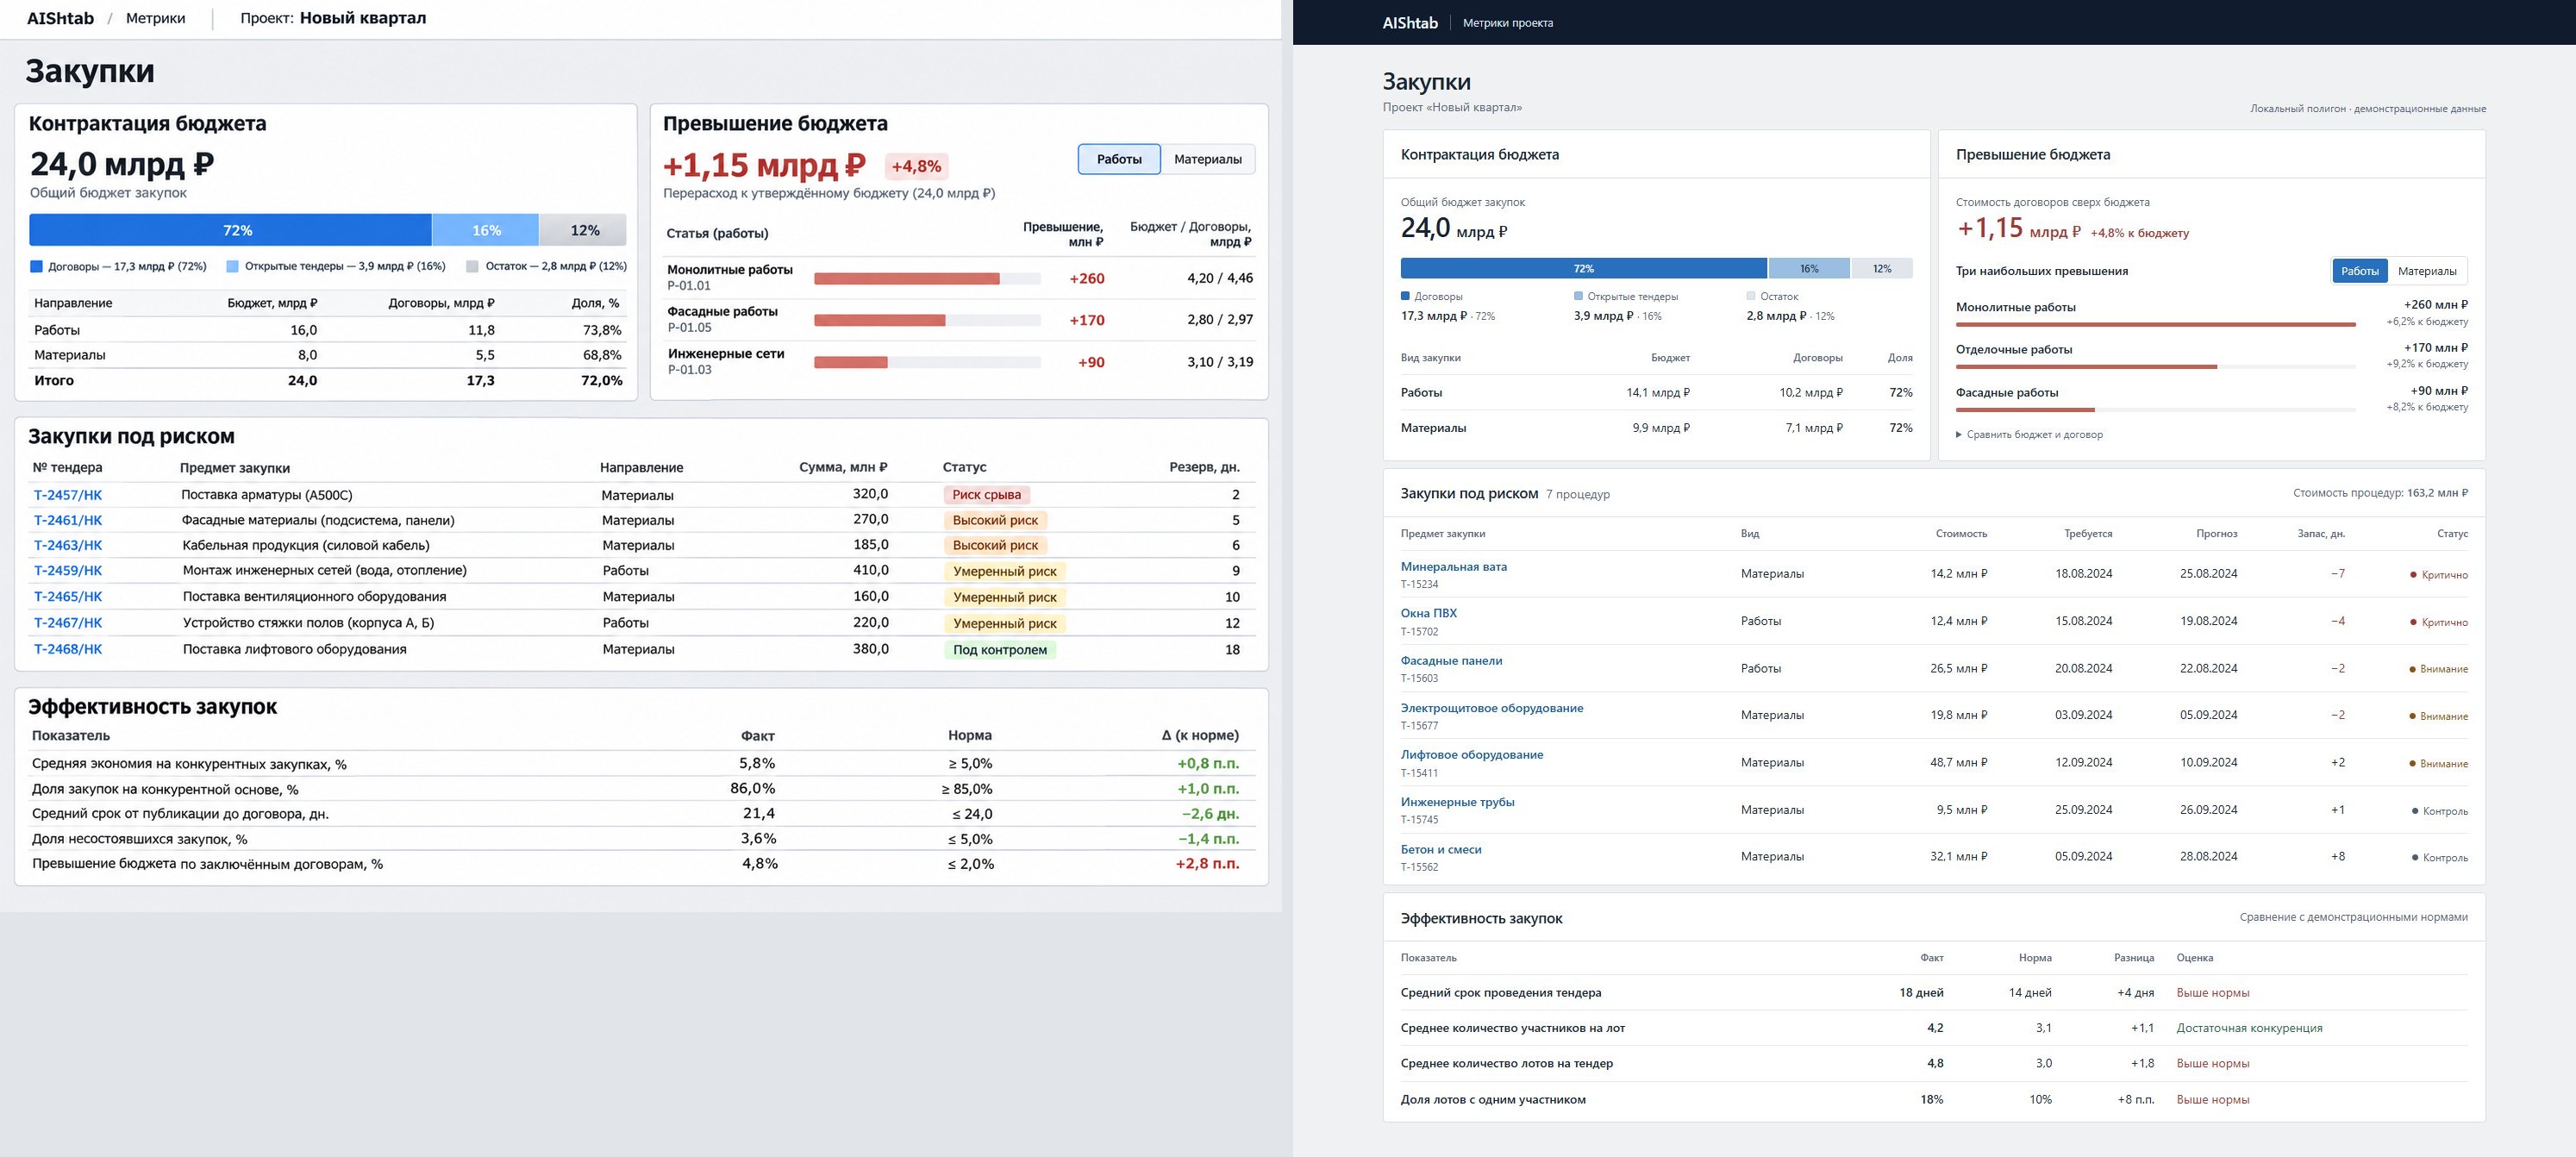 AIShtab / Метрики | Проект: Новый квартал
Закупки
Контрактация бюджета
24,0 млрд ₽
Общий бюджет закупок
72% 16% 12%
Договоры — 17,3 млрд ₽ (72%) Открытые тендеры — 3,9 млрд ₽ (16%) Остаток — 2,8 млрд ₽ (12%)
Направление Бюджет, млрд ₽ Договоры, млрд ₽ Доля, %
Работы 16,0 11,8 73,8%
Материалы 8,0 5,5 68,8%
Итого 24,0 17,3 72,0%
Превышение бюджета
+1,15 млрд ₽ +4,8% Работы Материалы
Перерасход к утверждённому бюджету (24,0 млрд ₽)
Статья (работы) Превышение, млн ₽ Бюджет / Договоры, млрд ₽
Монолитные работы +260 4,20 / 4,46
Р-01.01
Фасадные работы +170 2,80 / 2,97
Р-01.05
Инженерные сети +90 3,10 / 3,19
Р-01.03
Закупки под риском
№ тендера Предмет закупки Направление Сумма, млн ₽ Статус Резерв, дн.
Т-2457/НК Поставка арматуры (А500С) Материалы 320,0 Риск срыва 2
Т-2461/НК Фасадные материалы (подсистема, панели) Материалы 270,0 Высокий риск 5
Т-2463/НК Кабельная продукция (силовой кабель) Материалы 185,0 Высокий риск 6
Т-2459/НК Монтаж инженерных сетей (вода, отопление) Работы 410,0 Умеренный риск 9
Т-2465/НК Поставка вентиляционного оборудования Материалы 160,0 Умеренный риск 10
Т-2467/НК Устройство стяжки полов (корпуса А, Б) Работы 220,0 Умеренный риск 12
Т-2468/НК Поставка лифтового оборудования Материалы 380,0 Под контролем 18
Эффективность закупок
Показатель Факт Норма Δ (к норме)
Средняя экономия на конкурентных закупках, % 5,8% ≥ 5,0% +0,8 п.п.
Доля закупок на конкурентной основе, % 86,0% ≥ 85,0% +1,0 п.п.
Средний срок от публикации до договора, дн. 21,4 ≤ 24,0 −2,6 дн.
Доля несостоявшихся закупок, % 3,6% ≤ 5,0% −1,4 п.п.
Превышение бюджета по заключённым договорам, % 4,8% ≤ 2,0% +2,8 п.п.
AIShtab | Метрики проекта
Закупки
Проект «Новый квартал» Локальный полигон · демонстрационные данные
Контрактация бюджета
Общий бюджет закупок
24,0 млрд ₽
72% 16% 12%
Договоры Открытые тендеры Остаток
17,3 млрд ₽ · 72% 3,9 млрд ₽ · 16% 2,8 млрд ₽ · 12%
Вид закупки Бюджет Договоры Доля
Работы 14,1 млрд ₽ 10,2 млрд ₽ 72%
Материалы 9,9 млрд ₽ 7,1 млрд ₽ 72%
Превышение бюджета
Стоимость договоров сверх бюджета
+1,15 млрд ₽ +4,8% к бюджету
Три наибольших превышения Работы Материалы
Монолитные работы +260 млн ₽
+6,2% к бюджету
Отделочные работы +170 млн ₽
+9,2% к бюджету
Фасадные работы +90 млн ₽
+8,2% к бюджету
Сравнить бюджет и договор
Закупки под риском 7 процедур Стоимость процедур: 163,2 млн ₽
Предмет закупки Вид Стоимость Требуется Прогноз Запас, дн. Статус
Минеральная вата Материалы 14,2 млн ₽ 18.08.2024 25.08.2024 −7 Критично
Т-15234
Окна ПВХ Работы 12,4 млн ₽ 15.08.2024 19.08.2024 −4 Критично
Т-15702
Фасадные панели Работы 26,5 млн ₽ 20.08.2024 22.08.2024 −2 Внимание
Т-15603
Электрощитовое оборудование Материалы 19,8 млн ₽ 03.09.2024 05.09.2024 −2 Внимание
Т-15677
Лифтовое оборудование Материалы 48,7 млн ₽ 12.09.2024 10.09.2024 +2 Внимание
Т-15411
Инженерные трубы Материалы 9,5 млн ₽ 25.09.2024 26.09.2024 +1 Контроль
Т-15745
Бетон и смеси Материалы 32,1 млн ₽ 05.09.2024 28.08.2024 +8 Контроль
Т-15562
Эффективность закупок Сравнение с демонстрационными нормами
Показатель Факт Норма Разница Оценка
Средний срок проведения тендера 18 дней 14 дней +4 дня Выше нормы
Среднее количество участников на лот 4,2 3,1 +1,1 Достаточная конкуренция
Среднее количество лотов на тендер 4,8 3,0 +1,8 Выше нормы
Доля лотов с одним участником 18% 10% +8 п.п. Выше нормы